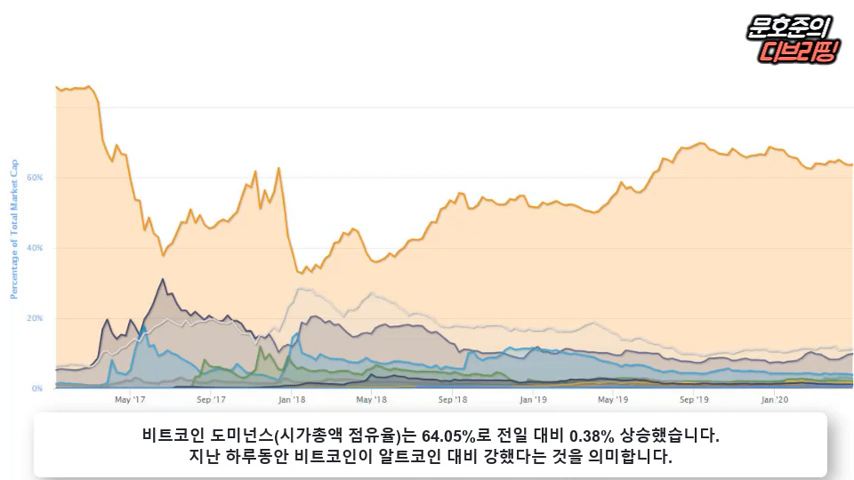 문호준의
디브리핑
Percentage of Total Market Cap
60%
40%
20%
0%
May '17
Sep '17
Jan '18
May '18
Sep '18
Jan '19
May '19
Sep '19
Jan '20
비트코인 도미넌스(시가총액 점유율)는 64.05%로 전일 대비 0.38% 상승했습니다.
지난 하루동안 비트코인이 알트코인 대비 강했다는 것을 의미합니다.